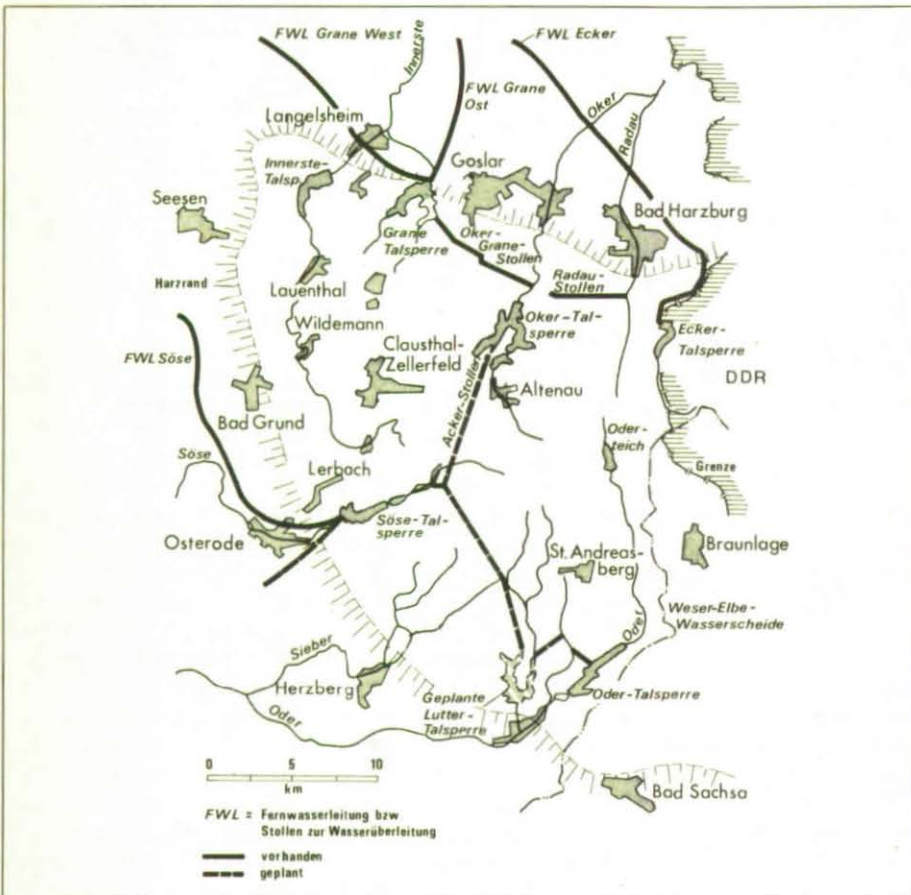 FWL Grane West
Innerste
FWL Ecker
FWL Grane
Ost
Oker
Radau
Langelsheim
Innerste-
Talsp.
Goslar
Seesen
Bad Harzburg
Grane
Talsperre
Oker-
Grane-
Stollen
Radau-
Stollen
Harzrand
Lauenthal
Oker-Tal-
sperre
Ecker-
Talsperre
Wildemann
Clausthal-
Zellerfeld
FWL Söse
DDR
Acker-Stollen
Altenau
Bad Grund
Oder-
teich
Söse
Lerbach
Grenze
Söse-Tal-
sperre
Osterode
St. Andreas-
berg
Braunlage
Weser-Elbe-
Wasserscheide
Oder
Sieber
Herzberg
Geplante
Lutter-
Talsperre
Oder-Talsperre
Oder
0 5 10
km
Bad Sachsa
FWL = Fernwasserleitung bzw
Stollen zur Wasserüberleitung
vorhanden
geplant